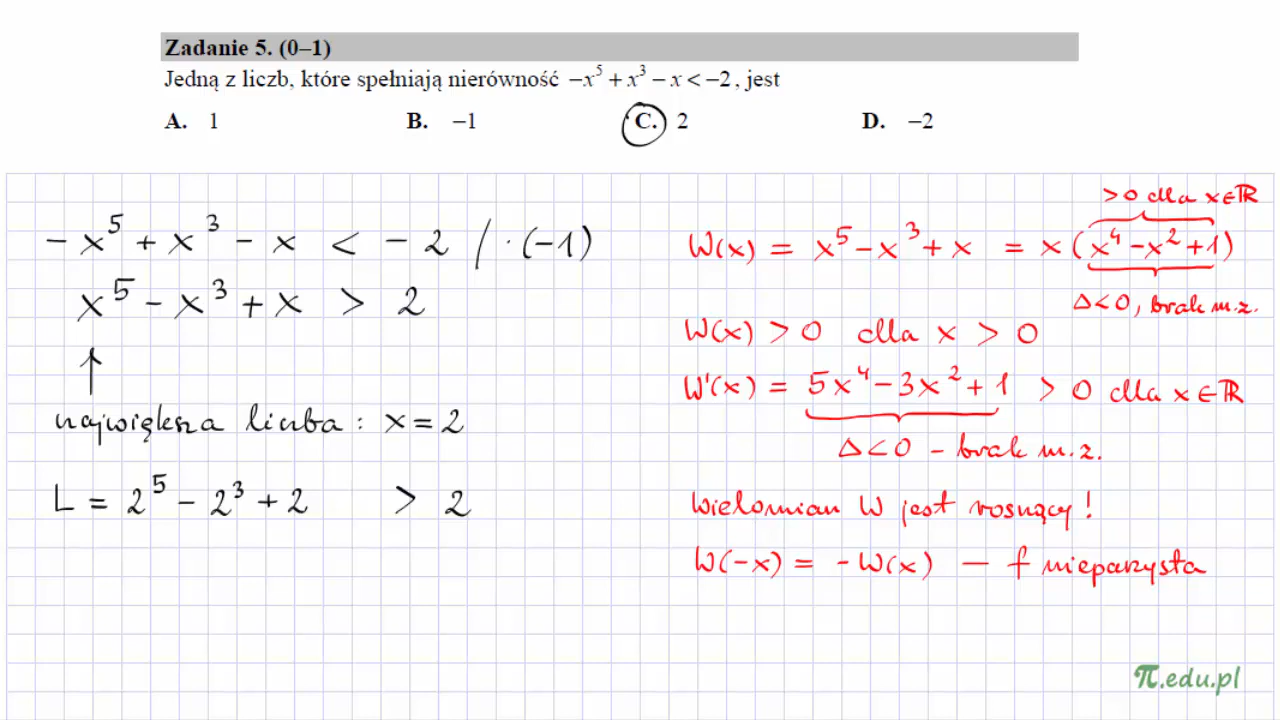 Zadanie 5. (0–1)
Jedną z liczb, które spełniają nierówność −x⁵ + x³ − x < −2, jest
A. 1 B. −1 C. 2 D. −2
− x⁵ + x³ − x < − 2 / · (−1)
x⁵ − x³ + x > 2
↑
największa liczba : x = 2
L = 2⁵ − 2³ + 2 > 2
> 0 dla x ∈ ℝ
W(x) = x⁵ − x³ + x = x (x⁴ − x² + 1)
Δ < 0, brak m.z.
W(x) > 0 dla x > 0
W'(x) = 5x⁴ − 3x² + 1 > 0 dla x ∈ ℝ
Δ < 0 – brak m.z.
wielomian W jest rosnący !
W(−x) = − W(x) — f nieparzysta
π.edu.pl